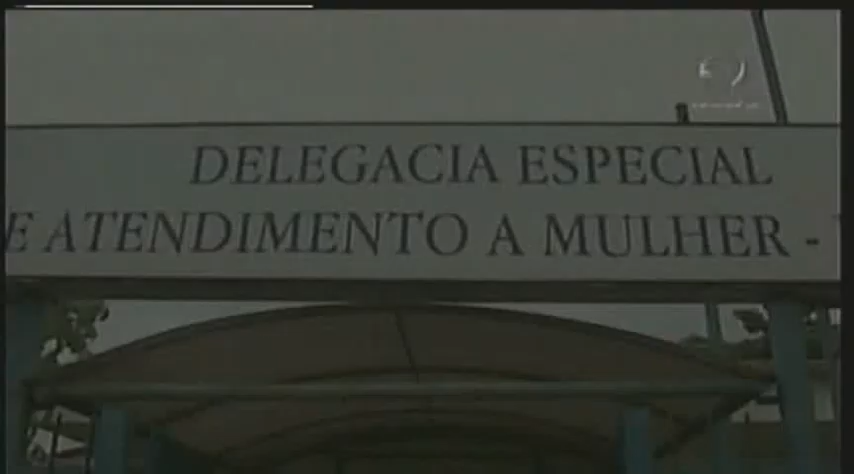 DELEGACIA ESPECIAL
E ATENDIMENTO A MULHER -